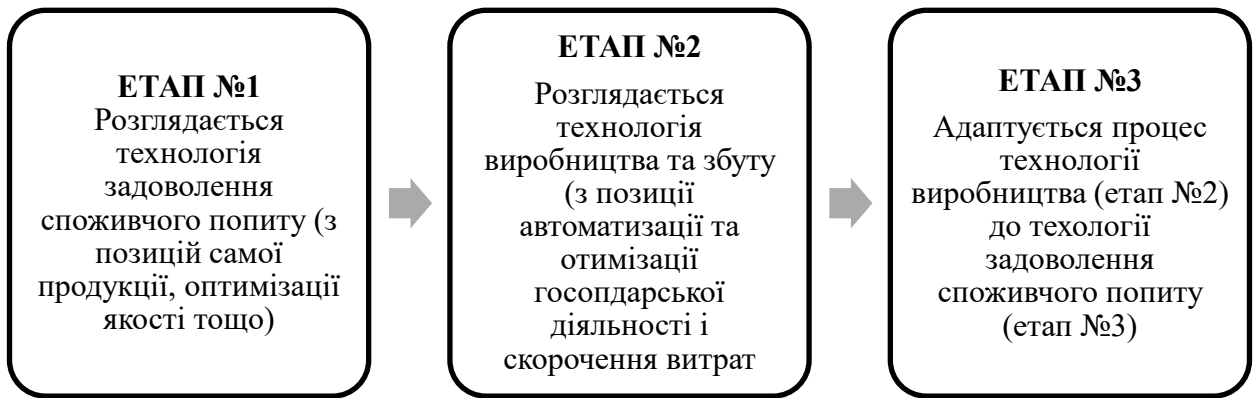 ЕТАП №1
Розглядається
технологія
задоволення
споживчого попиту (з
позицій самої
продукції, оптимізації
якості тощо)
ЕТАП №2
Розглядається
технологія
виробництва та збуту
(з позиції
автоматизації та
отимізації
госопдарської
діяльності і
скорочення витрат
ЕТАП №3
Адаптується процес
технології
виробництва (етап №2)
до техології
задоволення
споживчого попиту
(етап №3)